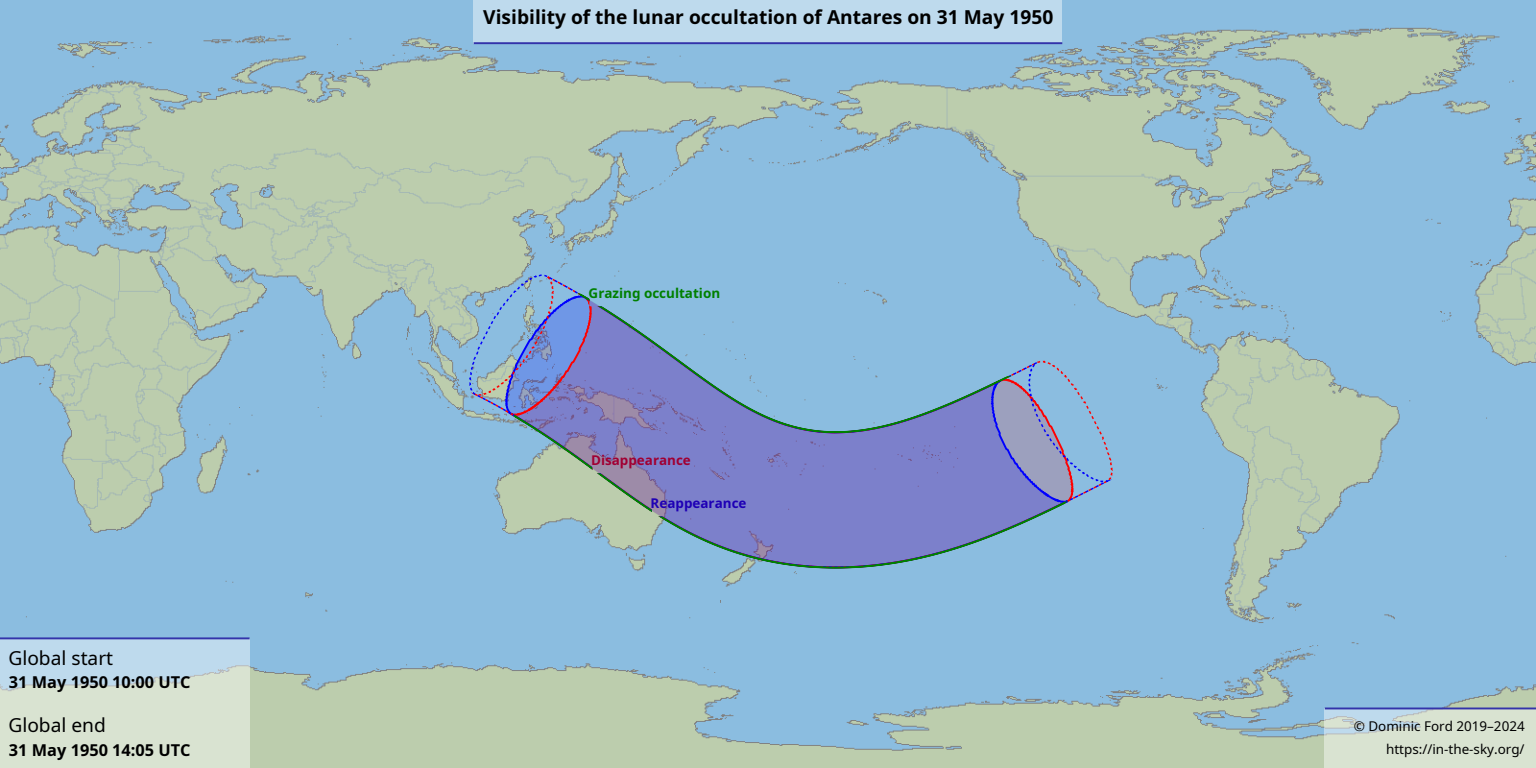 Visibility of the lunar occultation of Antares on 31 May 1950
Grazing occultation
Disappearance
Reappearance
Global start
31 May 1950 10:00 UTC
Global end
31 May 1950 14:05 UTC
© Dominic Ford 2019–2024
https://in-the-sky.org/